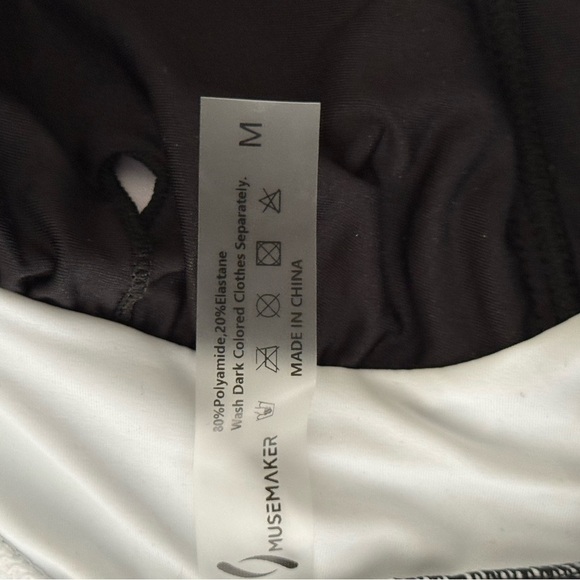 MUSEMAKER
80%Polyamide,20%Elastane
Wash Dark Colored Clothes Separately.
MADE IN CHINA
M